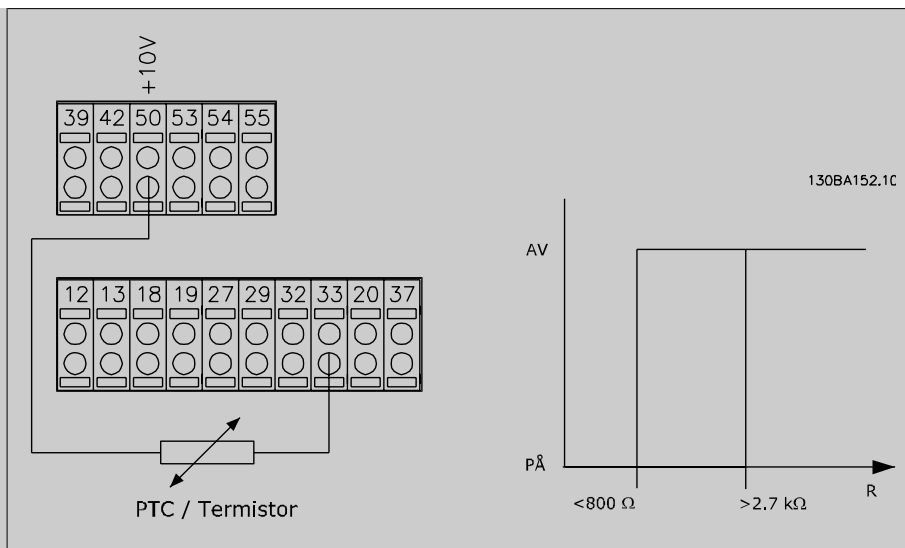 +10V
39 42 50 53 54 55
12 13 18 19 27 29 32 33 20 37
PTC / Termistor
130BA152.10
AV
PÅ
R
<800 Ω
>2.7 kΩ